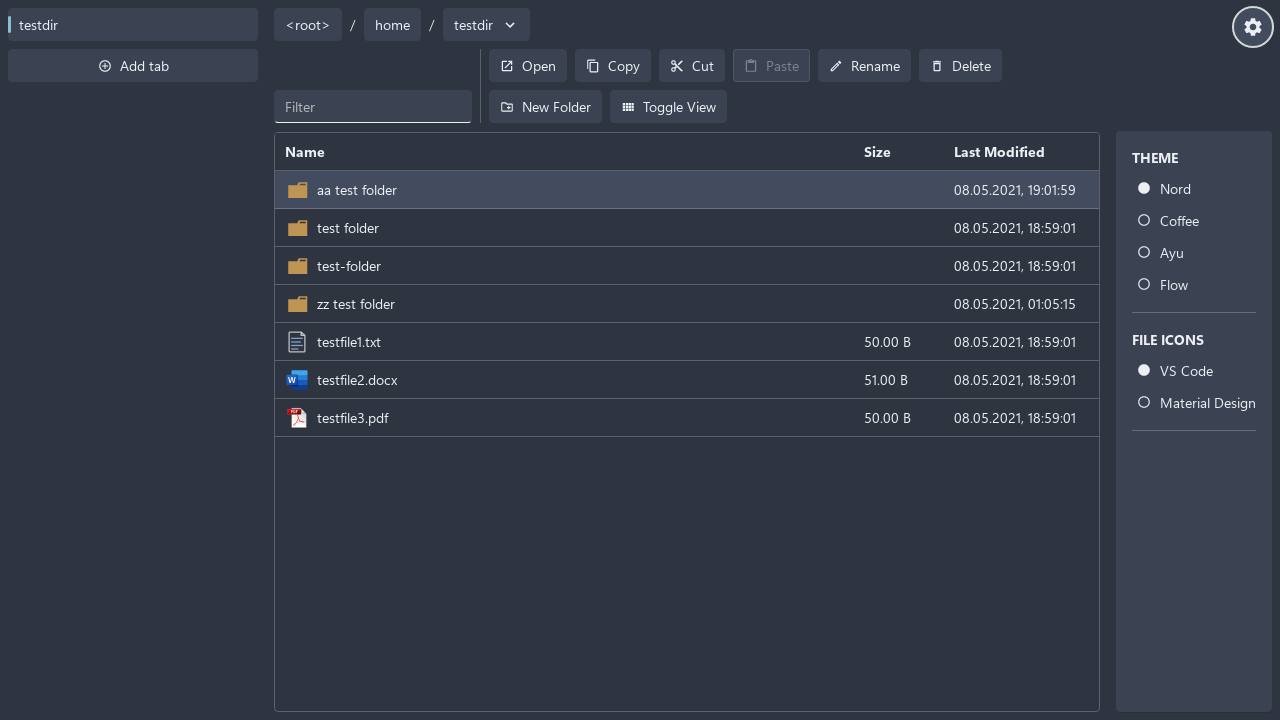 testdir
Add tab
<root> / home / testdir
Open Copy Cut Paste Rename Delete
Filter New Folder Toggle View
Name Size Last Modified
aa test folder 08.05.2021, 19:01:59
test folder 08.05.2021, 18:59:01
test-folder 08.05.2021, 18:59:01
zz test folder 08.05.2021, 01:05:15
testfile1.txt 50.00 B 08.05.2021, 18:59:01
W testfile2.docx 51.00 B 08.05.2021, 18:59:01
PDF testfile3.pdf 50.00 B 08.05.2021, 18:59:01
THEME
Nord
Coffee
Ayu
Flow
FILE ICONS
VS Code
Material Design